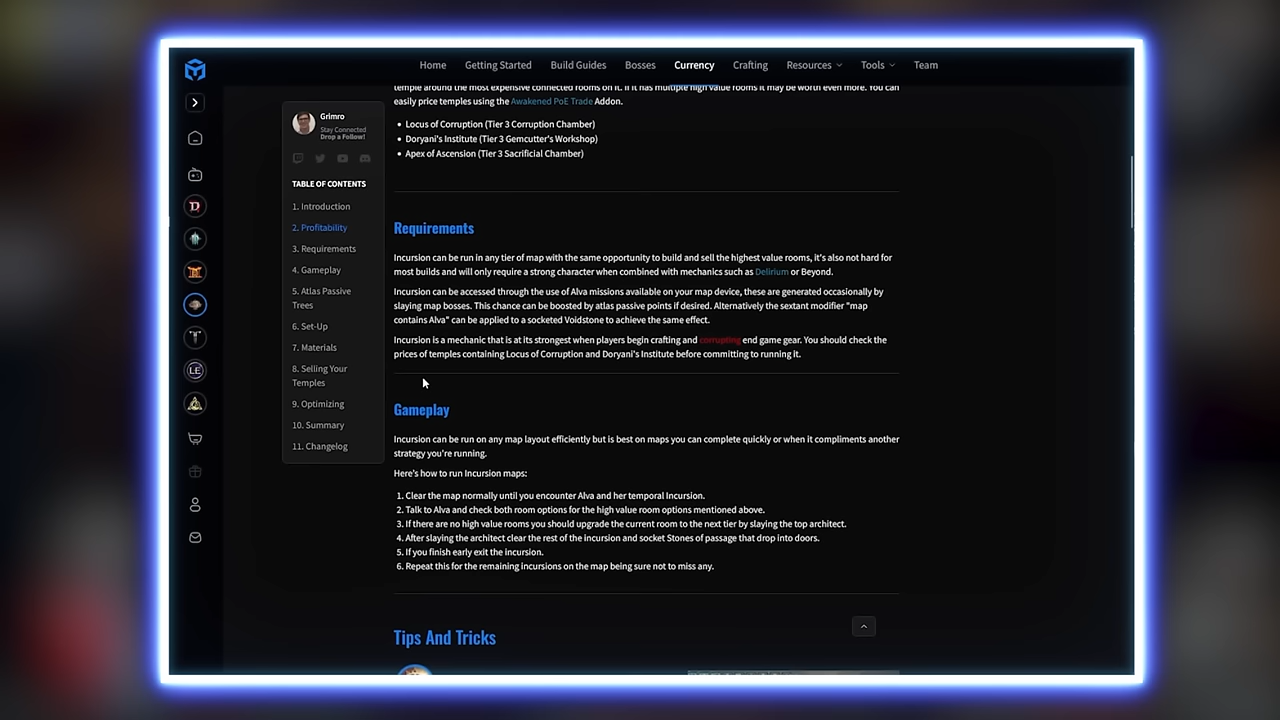 Home Getting Started Build Guides Bosses Currency Crafting Resources Tools Team
temple around the most expensive connected rooms on it. If it has multiple high value rooms it may be worth even more. You can
easily price temples using the Awakened PoE Trade Addon.
• Locus of Corruption (Tier 3 Corruption Chamber)
• Doryani's Institute (Tier 3 Gemcutter's Workshop)
• Apex of Ascension (Tier 3 Sacrificial Chamber)
Grimro
Stay Connected
Drop a Follow!
TABLE OF CONTENTS
1. Introduction
2. Profitability
3. Requirements
4. Gameplay
5. Atlas Passive
Trees
6. Set-Up
7. Materials
8. Selling Your
Temples
9. Optimizing
10. Summary
11. Changelog
LE
Requirements
Incursion can be run in any tier of map with the same opportunity to build and sell the highest value rooms, it's also not hard for
most builds and will only require a strong character when combined with mechanics such as Delirium or Beyond.
Incursion can be accessed through the use of Alva missions available on your map device, these are generated occasionally by
slaying map bosses. This chance can be boosted by atlas passive points if desired. Alternatively the sextant modifier "map
contains Alva" can be applied to a socketed Voidstone to achieve the same effect.
Incursion is a mechanic that is at its strongest when players begin crafting and corrupting end game gear. You should check the
prices of temples containing Locus of Corruption and Doryani's Institute before committing to running it.
Gameplay
Incursion can be run on any map layout efficiently but is best on maps you can complete quickly or when it compliments another
strategy you're running.
Here's how to run Incursion maps:
1. Clear the map normally until you encounter Alva and her temporal Incursion.
2. Talk to Alva and check both room options for the high value room options mentioned above.
3. If there are no high value rooms you should upgrade the current room to the next tier by slaying the top architect.
4. After slaying the architect clear the rest of the incursion and socket Stones of passage that drop into doors.
5. If you finish early exit the incursion.
6. Repeat this for the remaining incursions on the map being sure not to miss any.
Tips And Tricks